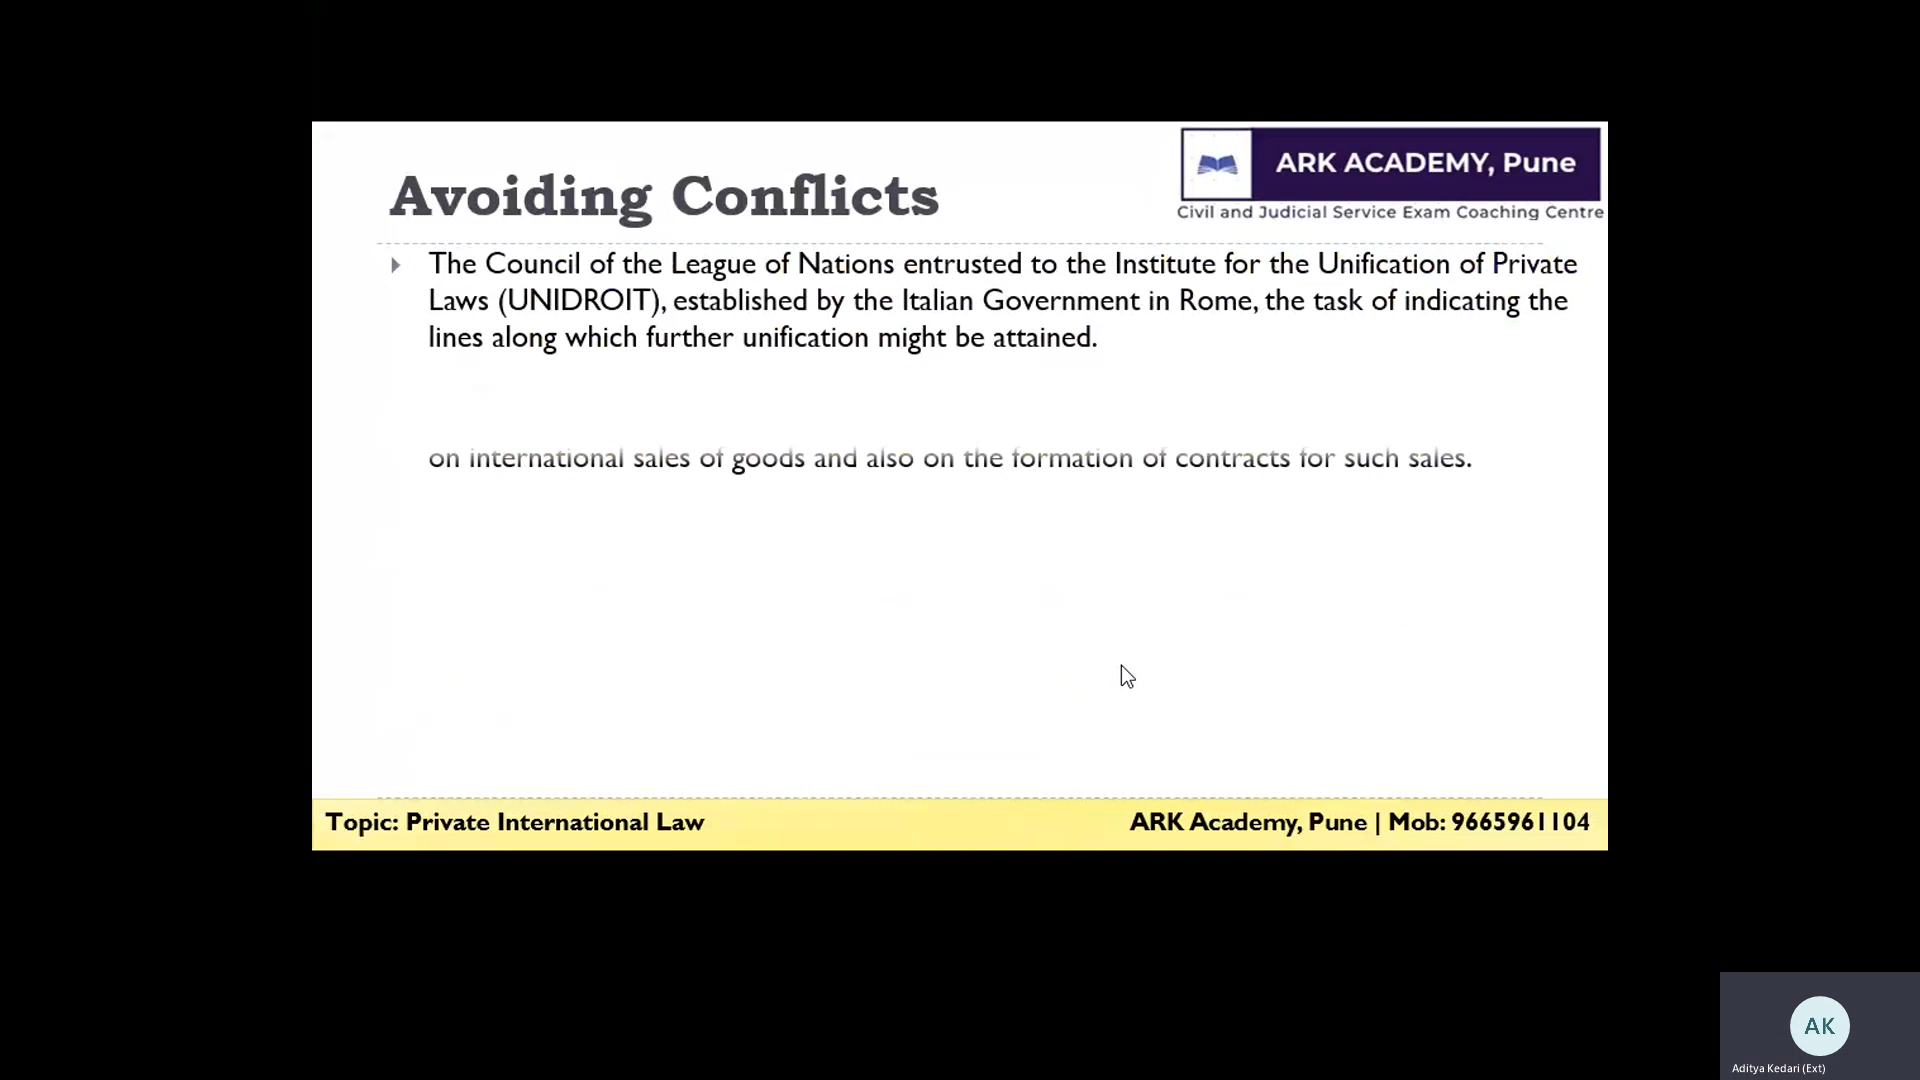 ARK ACADEMY, Pune
Civil and Judicial Service Exam Coaching Centre
Avoiding Conflicts
The Council of the League of Nations entrusted to the Institute for the Unification of Private
Laws (UNIDROIT), established by the Italian Government in Rome, the task of indicating the
lines along which further unification might be attained.
on international sales of goods and also on the formation of contracts for such sales.
Topic: Private International Law
ARK Academy, Pune | Mob: 9665961104
AK
Aditya Kedari (Ext)